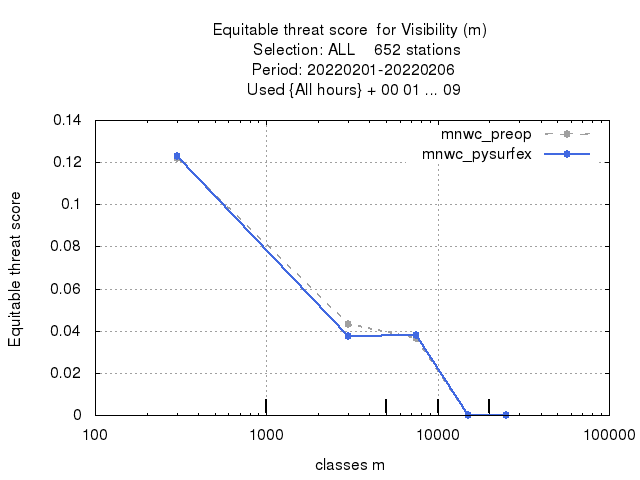 Equitable threat score  for Visibility (m)
Selection: ALL    652 stations
Period: 20220201-20220206
Used {All hours} + 00 01 ... 09
mnwc_preop
mnwc_pysurfex
Equitable threat score
0.14
0.12
0.1
0.08
0.06
0.04
0.02
0
100 1000 10000 100000
classes m